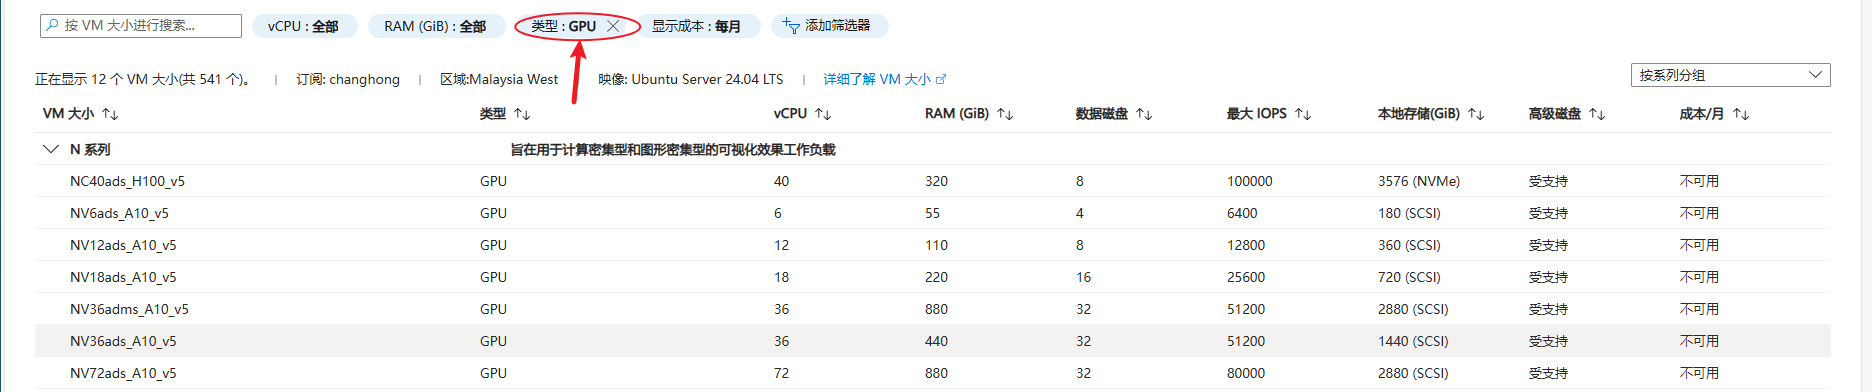 按 VM 大小进行搜索... vCPU : 全部 RAM (GiB) : 全部 类型 : GPU 显示成本 : 每月 添加筛选器
正在显示 12 个 VM 大小(共 541 个)。 | 订阅: changhong | 区域:Malaysia West 映像: Ubuntu Server 24.04 LTS | 详细了解 VM 大小 按系列分组
VM 大小 类型 vCPU RAM (GiB) 数据磁盘 最大 IOPS 本地存储(GiB) 高级磁盘 成本/月
N 系列 旨在用于计算密集型和图形密集型的可视化效果工作负载
NC40ads_H100_v5 GPU 40 320 8 100000 3576 (NVMe) 受支持 不可用
NV6ads_A10_v5 GPU 6 55 4 6400 180 (SCSI) 受支持 不可用
NV12ads_A10_v5 GPU 12 110 8 12800 360 (SCSI) 受支持 不可用
NV18ads_A10_v5 GPU 18 220 16 25600 720 (SCSI) 受支持 不可用
NV36adms_A10_v5 GPU 36 880 32 51200 2880 (SCSI) 受支持 不可用
NV36ads_A10_v5 GPU 36 440 32 51200 1440 (SCSI) 受支持 不可用
NV72ads_A10_v5 GPU 72 880 32 80000 2880 (SCSI) 受支持 不可用